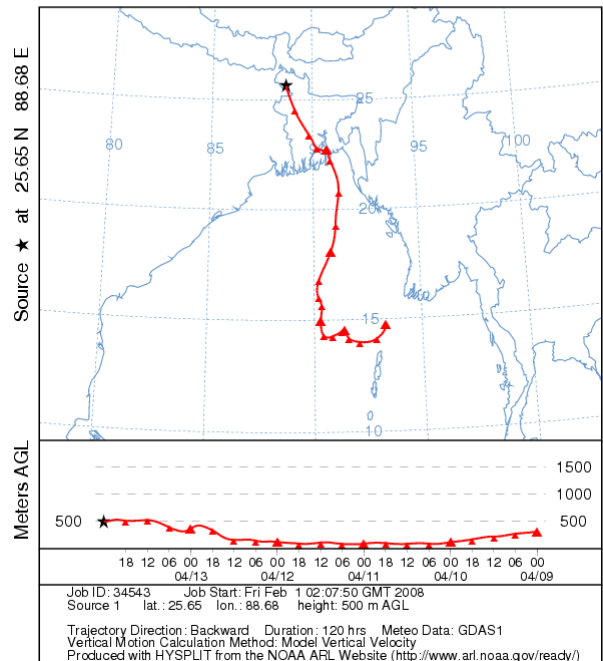 Source ★ at 25.65 N 88.68 E
25
80
85
95
100
20
15
10
Meters AGL
1500
1000
500
500
18 12 06 00 18 12 06 00 18 12 06 00 18 12 06 00 18 12 06 00
04/13 04/12 04/11 04/10 04/09
Job ID: 34543 Job Start: Fri Feb 1 02:07:50 GMT 2008
Source 1 lat.: 25.65 lon.: 88.68 height: 500 m AGL
Trajectory Direction: Backward Duration: 120 hrs Meteo Data: GDAS1
Vertical Motion Calculation Method: Model Vertical Velocity
Produced with HYSPLIT from the NOAA ARL Website (http://www.arl.noaa.gov/ready/)